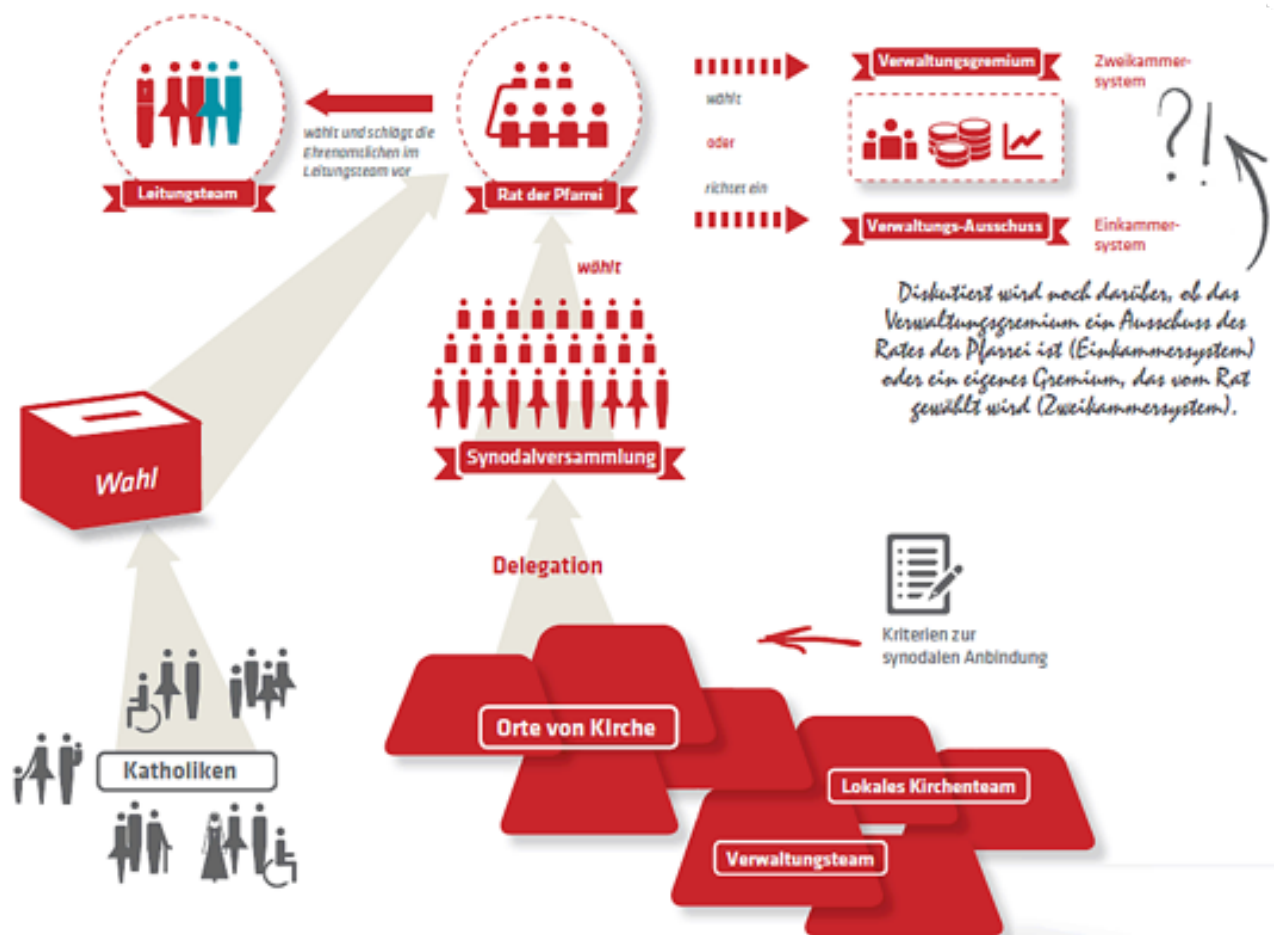 Verwaltungsgremium
Zweikammer-
system
wählt
oder
richtet ein
wählt und schlägt die
Ehrenamtlichen im
Leitungsteam vor
Leitungsteam
Rat der Pfarrei
Verwaltungs-Ausschuss
Einkammer-
system
?!
wählt
Diskutiert wird noch darüber, ob das
Verwaltungsgremium ein Ausschuss des
Rates der Pfarrei ist (Einkammersystem)
oder ein eigenes Gremium, das vom Rat
gewählt wird (Zweikammersystem).
Synodalversammlung
Wahl
Delegation
Kriterien zur
synodalen Anbindung
Orte von Kirche
Katholiken
Lokales Kirchenteam
Verwaltungsteam